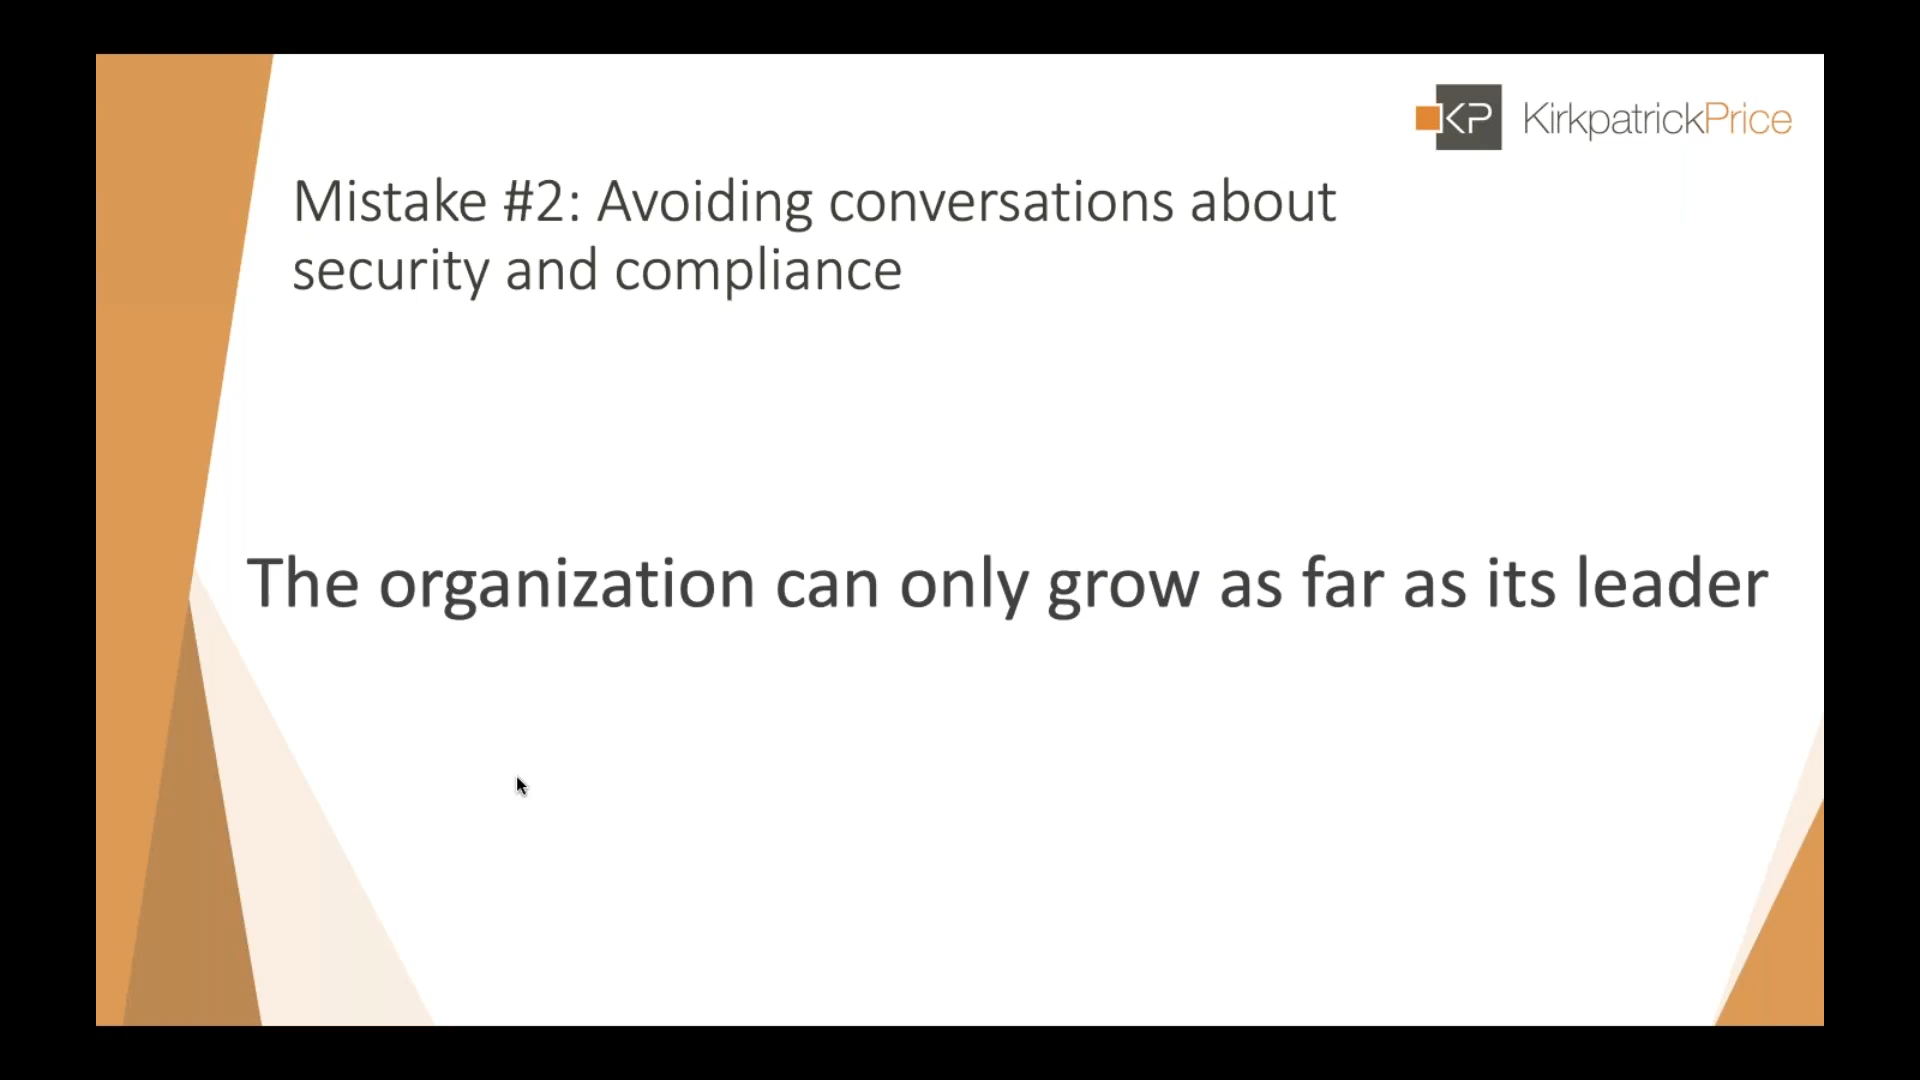 KP KirkpatrickPrice
Mistake #2: Avoiding conversations about
security and compliance
The organization can only grow as far as its leader